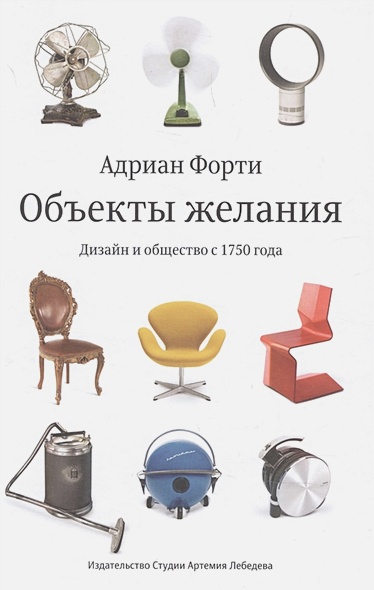 Адриан Форти
Объекты желания
Дизайн и общество с 1750 года
Издательство Студии Артемия Лебедева